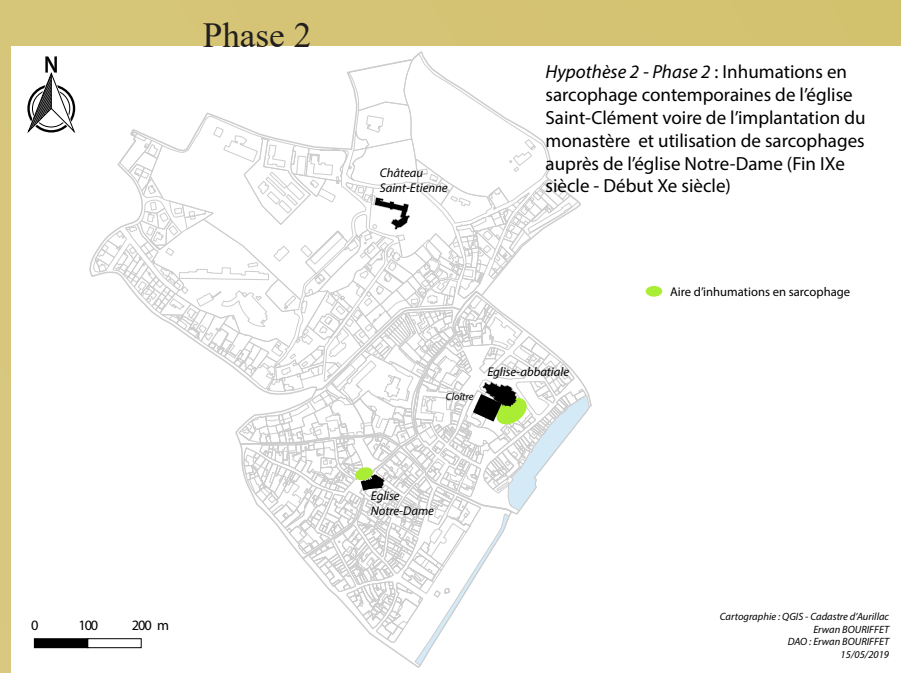 Phase 2
N
Hypothèse 2 - Phase 2 : Inhumations en
sarcophage contemporaines de l'église
Saint-Clément voire de l'implantation du
monastère et utilisation de sarcophages
auprès de l'église Notre-Dame (Fin IXe
siècle - Début Xe siècle)
Château
Saint-Etienne
Aire d'inhumations en sarcophage
Eglise-abbatiale
Cloître
Eglise
Notre-Dame
0 100 200 m
Cartographie : QGIS - Cadastre d'Aurillac
Erwan BOURIFFET
DAO : Erwan BOURIFFET
15/05/2019